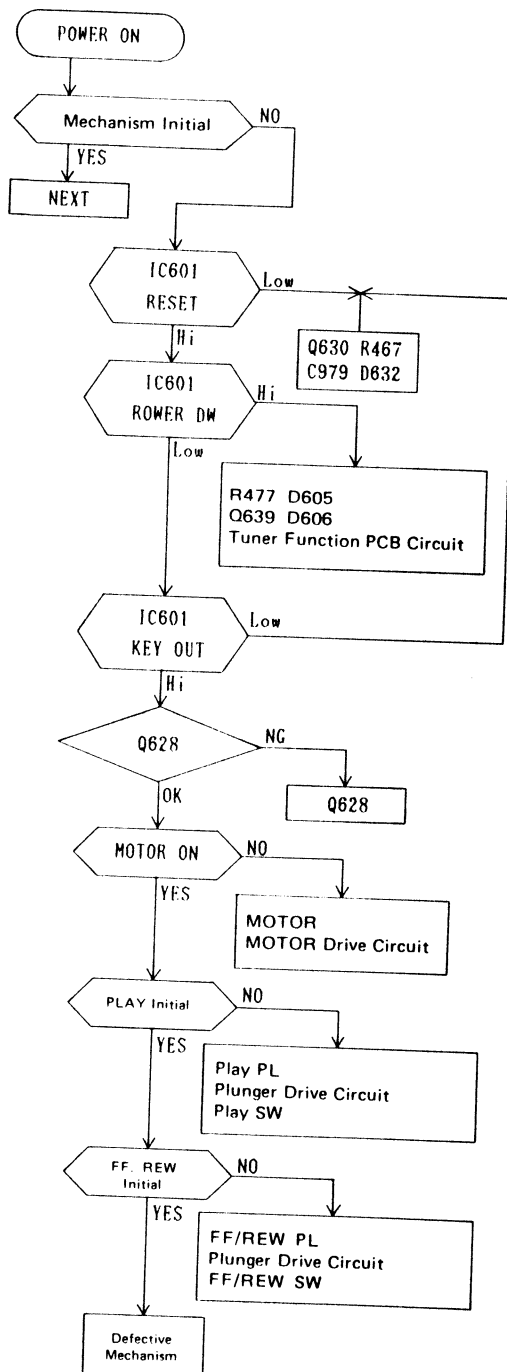 POWER ON
Mechanism Initial
NO
YES
NEXT
IC601
RESET
Low
Hi
Q630 R467
C979 D632
IC601
ROWER DW
Hi
Low
R477 D605
Q639 D606
Tuner Function PCB Circuit
IC601
KEY OUT
Low
Hi
Q628
NG
OK
Q628
MOTOR ON
NO
YES
MOTOR
MOTOR Drive Circuit
PLAY Initial
NO
YES
Play PL
Plunger Drive Circuit
Play SW
FF. REW
Initial
NO
YES
FF/REW PL
Plunger Drive Circuit
FF/REW SW
Defective
Mechanism